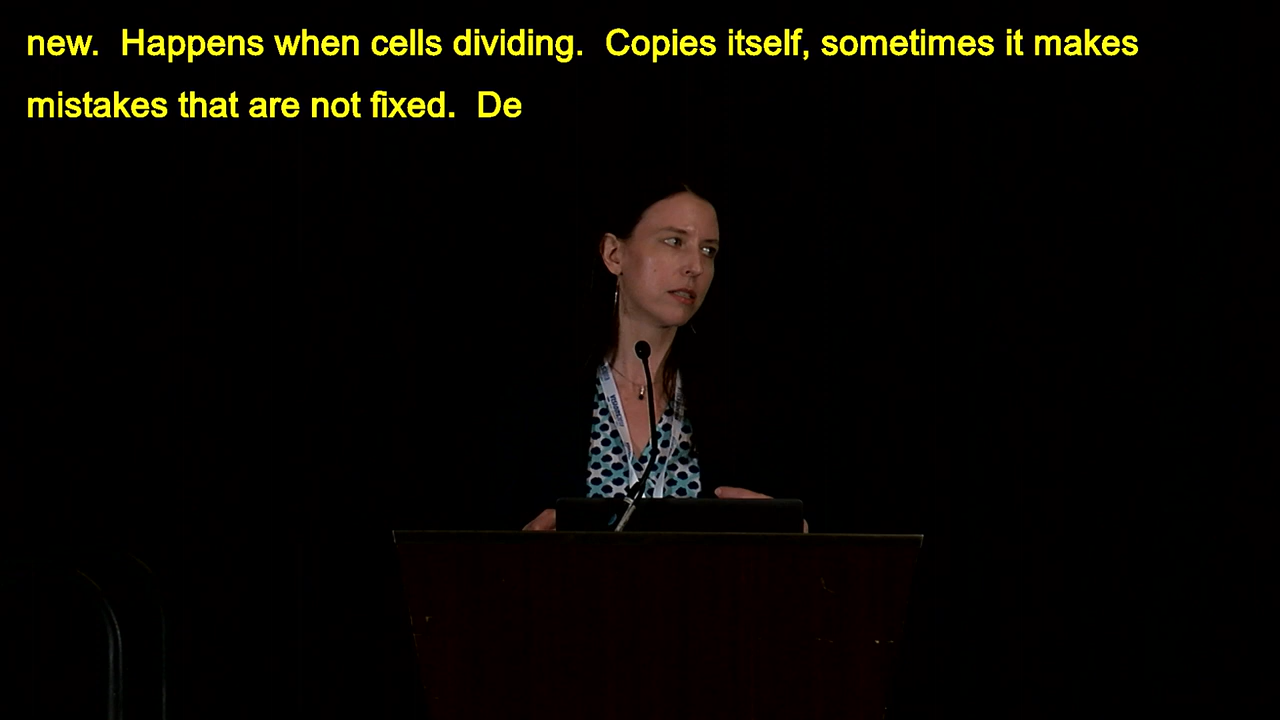 new.  Happens when cells dividing.  Copies itself, sometimes it makes
mistakes that are not fixed.  De